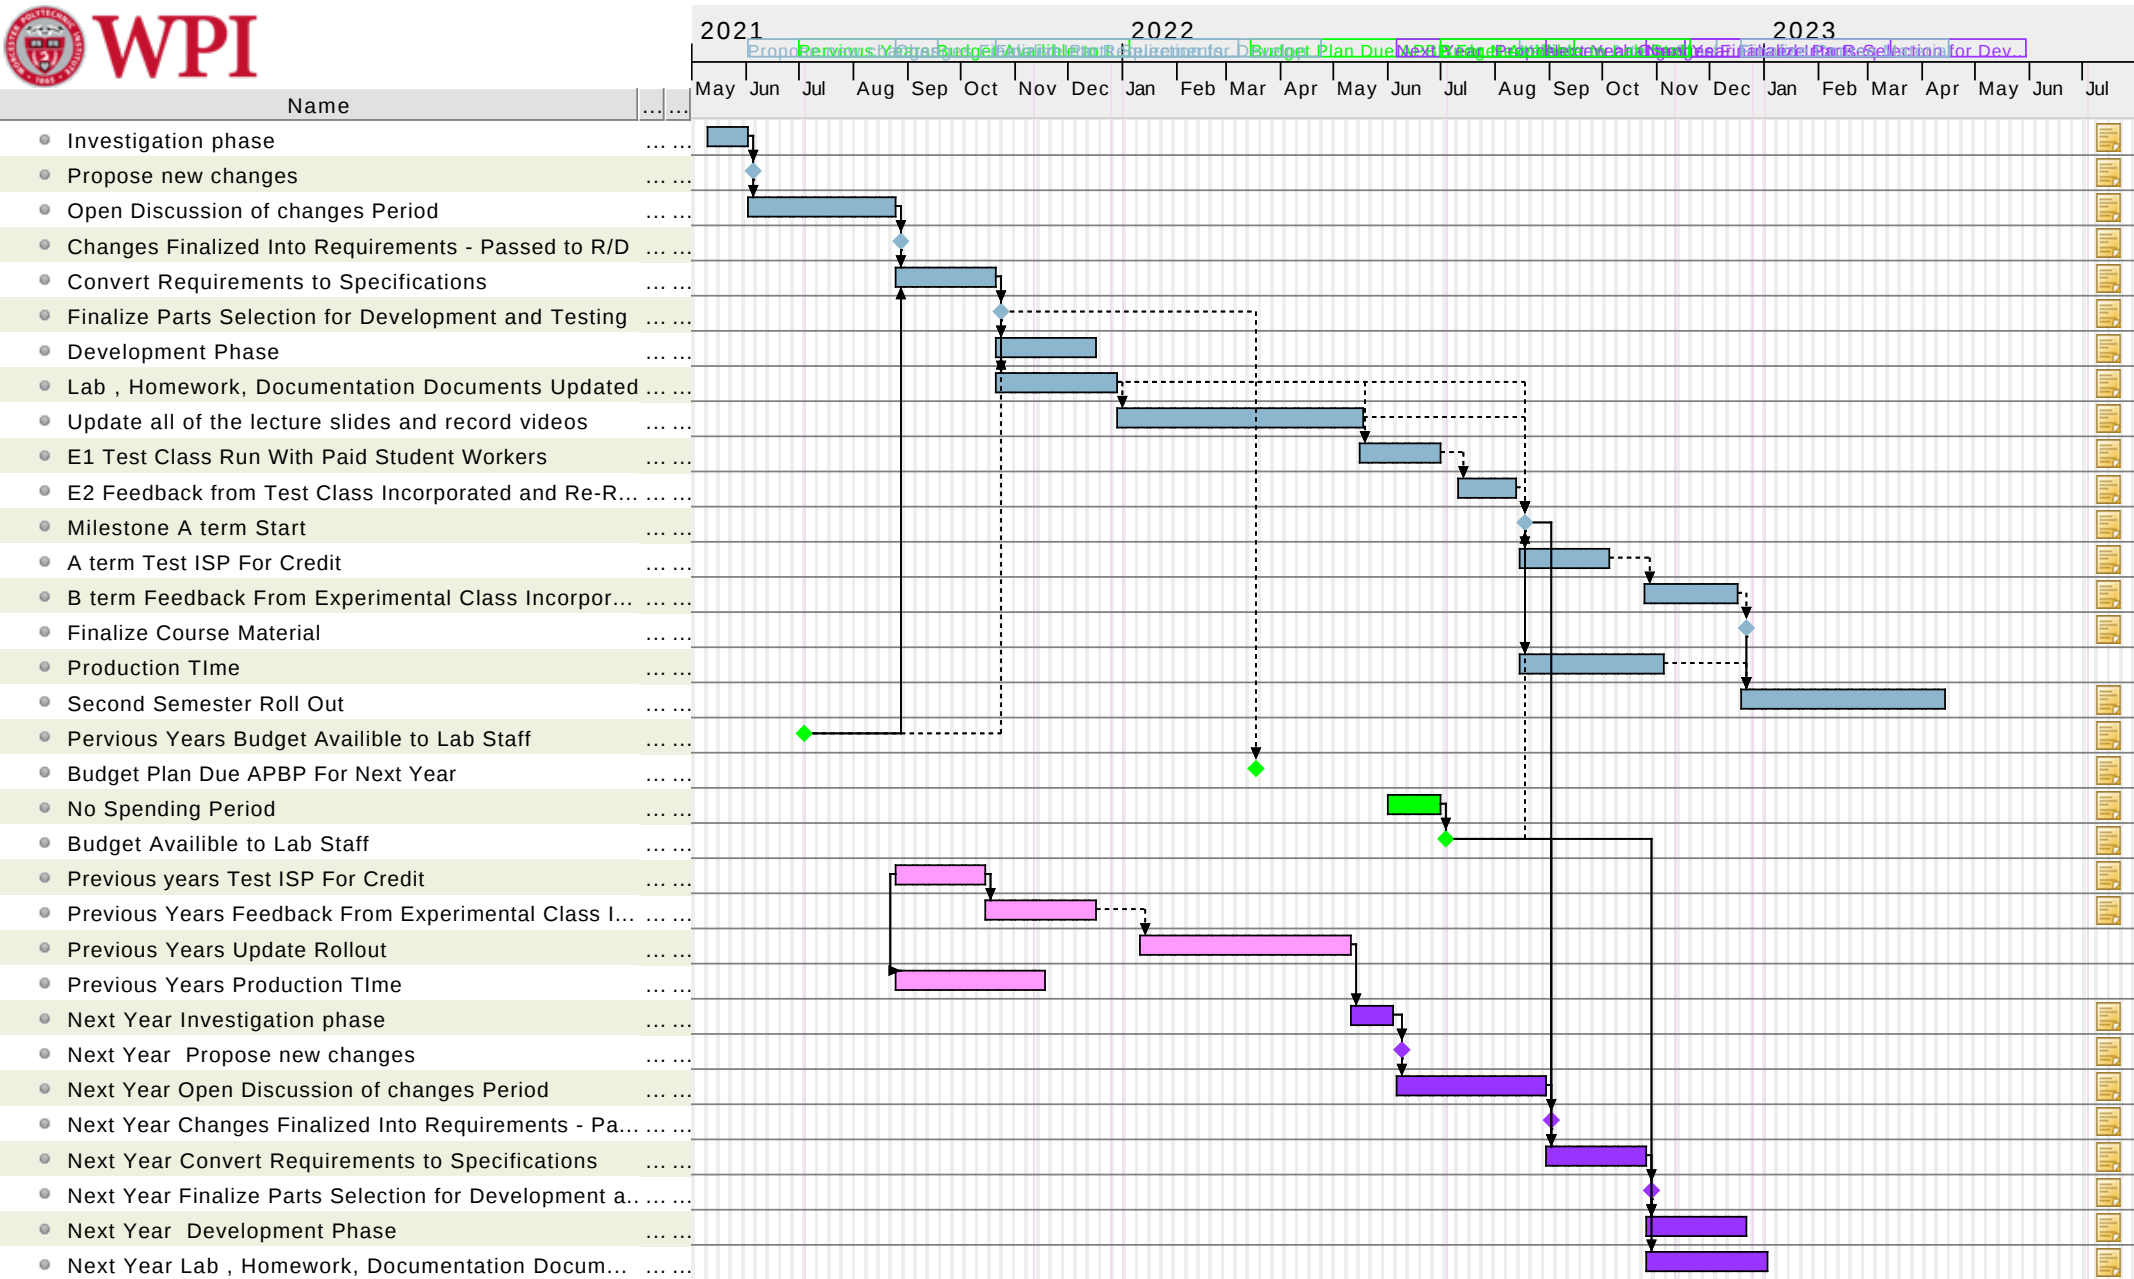 WPI
2021 2022 2023
May Jun Jul Aug Sep Oct Nov Dec Jan Feb Mar Apr May Jun Jul Aug Sep Oct Nov Dec Jan Feb Mar Apr May Jun Jul
Name ... ...
Investigation phase ... ...
Propose new changes ... ...
Open Discussion of changes Period ... ...
Changes Finalized Into Requirements - Passed to R/D ... ...
Convert Requirements to Specifications ... ...
Finalize Parts Selection for Development and Testing ... ...
Development Phase ... ...
Lab , Homework, Documentation Documents Updated ... ...
Update all of the lecture slides and record videos ... ...
E1 Test Class Run With Paid Student Workers ... ...
E2 Feedback from Test Class Incorporated and Re-R... ... ...
Milestone A term Start ... ...
A term Test ISP For Credit ... ...
B term Feedback From Experimental Class Incorpor... ... ...
Finalize Course Material ... ...
Production TIme ... ...
Second Semester Roll Out ... ...
Pervious Years Budget Availible to Lab Staff ... ...
Budget Plan Due APBP For Next Year ... ...
No Spending Period ... ...
Budget Availible to Lab Staff ... ...
Previous years Test ISP For Credit ... ...
Previous Years Feedback From Experimental Class I... ... ...
Previous Years Update Rollout ... ...
Previous Years Production TIme ... ...
Next Year Investigation phase ... ...
Next Year  Propose new changes ... ...
Next Year Open Discussion of changes Period ... ...
Next Year Changes Finalized Into Requirements - Pa... ... ...
Next Year Convert Requirements to Specifications ... ...
Next Year Finalize Parts Selection for Development a.. ... ...
Next Year  Development Phase ... ...
Next Year Lab , Homework, Documentation Docum... ... ...